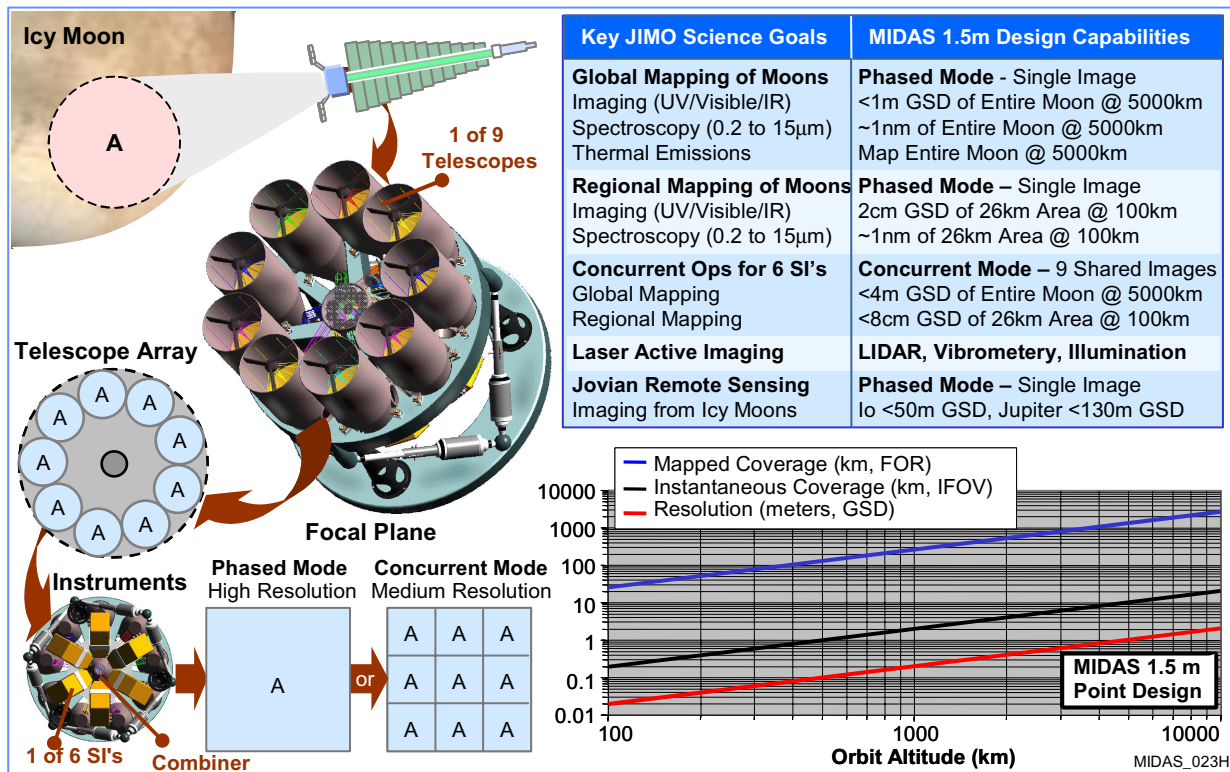 Icy Moon
A
1 of 9
Telescopes
Key JIMO Science Goals
MIDAS 1.5m Design Capabilities
Global Mapping of Moons
Phased Mode - Single Image
Imaging (UV/Visible/IR)
<1m GSD of Entire Moon @ 5000km
Spectroscopy (0.2 to 15μm)
~1nm of Entire Moon @ 5000km
Thermal Emissions
Map Entire Moon @ 5000km
Regional Mapping of Moons
Phased Mode – Single Image
Imaging (UV/Visible/IR)
2cm GSD of 26km Area @ 100km
Spectroscopy (0.2 to 15μm)
~1nm of 26km Area @ 100km
Concurrent Ops for 6 SI's
Concurrent Mode – 9 Shared Images
Global Mapping
<4m GSD of Entire Moon @ 5000km
Regional Mapping
<8cm GSD of 26km Area @ 100km
Laser Active Imaging
LIDAR, Vibrometery, Illumination
Jovian Remote Sensing
Phased Mode – Single Image
Imaging from Icy Moons
Io <50m GSD, Jupiter <130m GSD
Telescope Array
A
A
A
A
A
A
A
A
A
Focal Plane
Instruments
1 of 6 SI's
Combiner
Phased Mode
High Resolution
A
or
Concurrent Mode
Medium Resolution
A A A
A A A
A A A
Mapped Coverage (km, FOR)
Instantaneous Coverage (km, IFOV)
Resolution (meters, GSD)
10000
1000
100
10
1
0.1
0.01
MIDAS 1.5 m
Point Design
100 1000 10000
Orbit Altitude (km)
MIDAS_023H